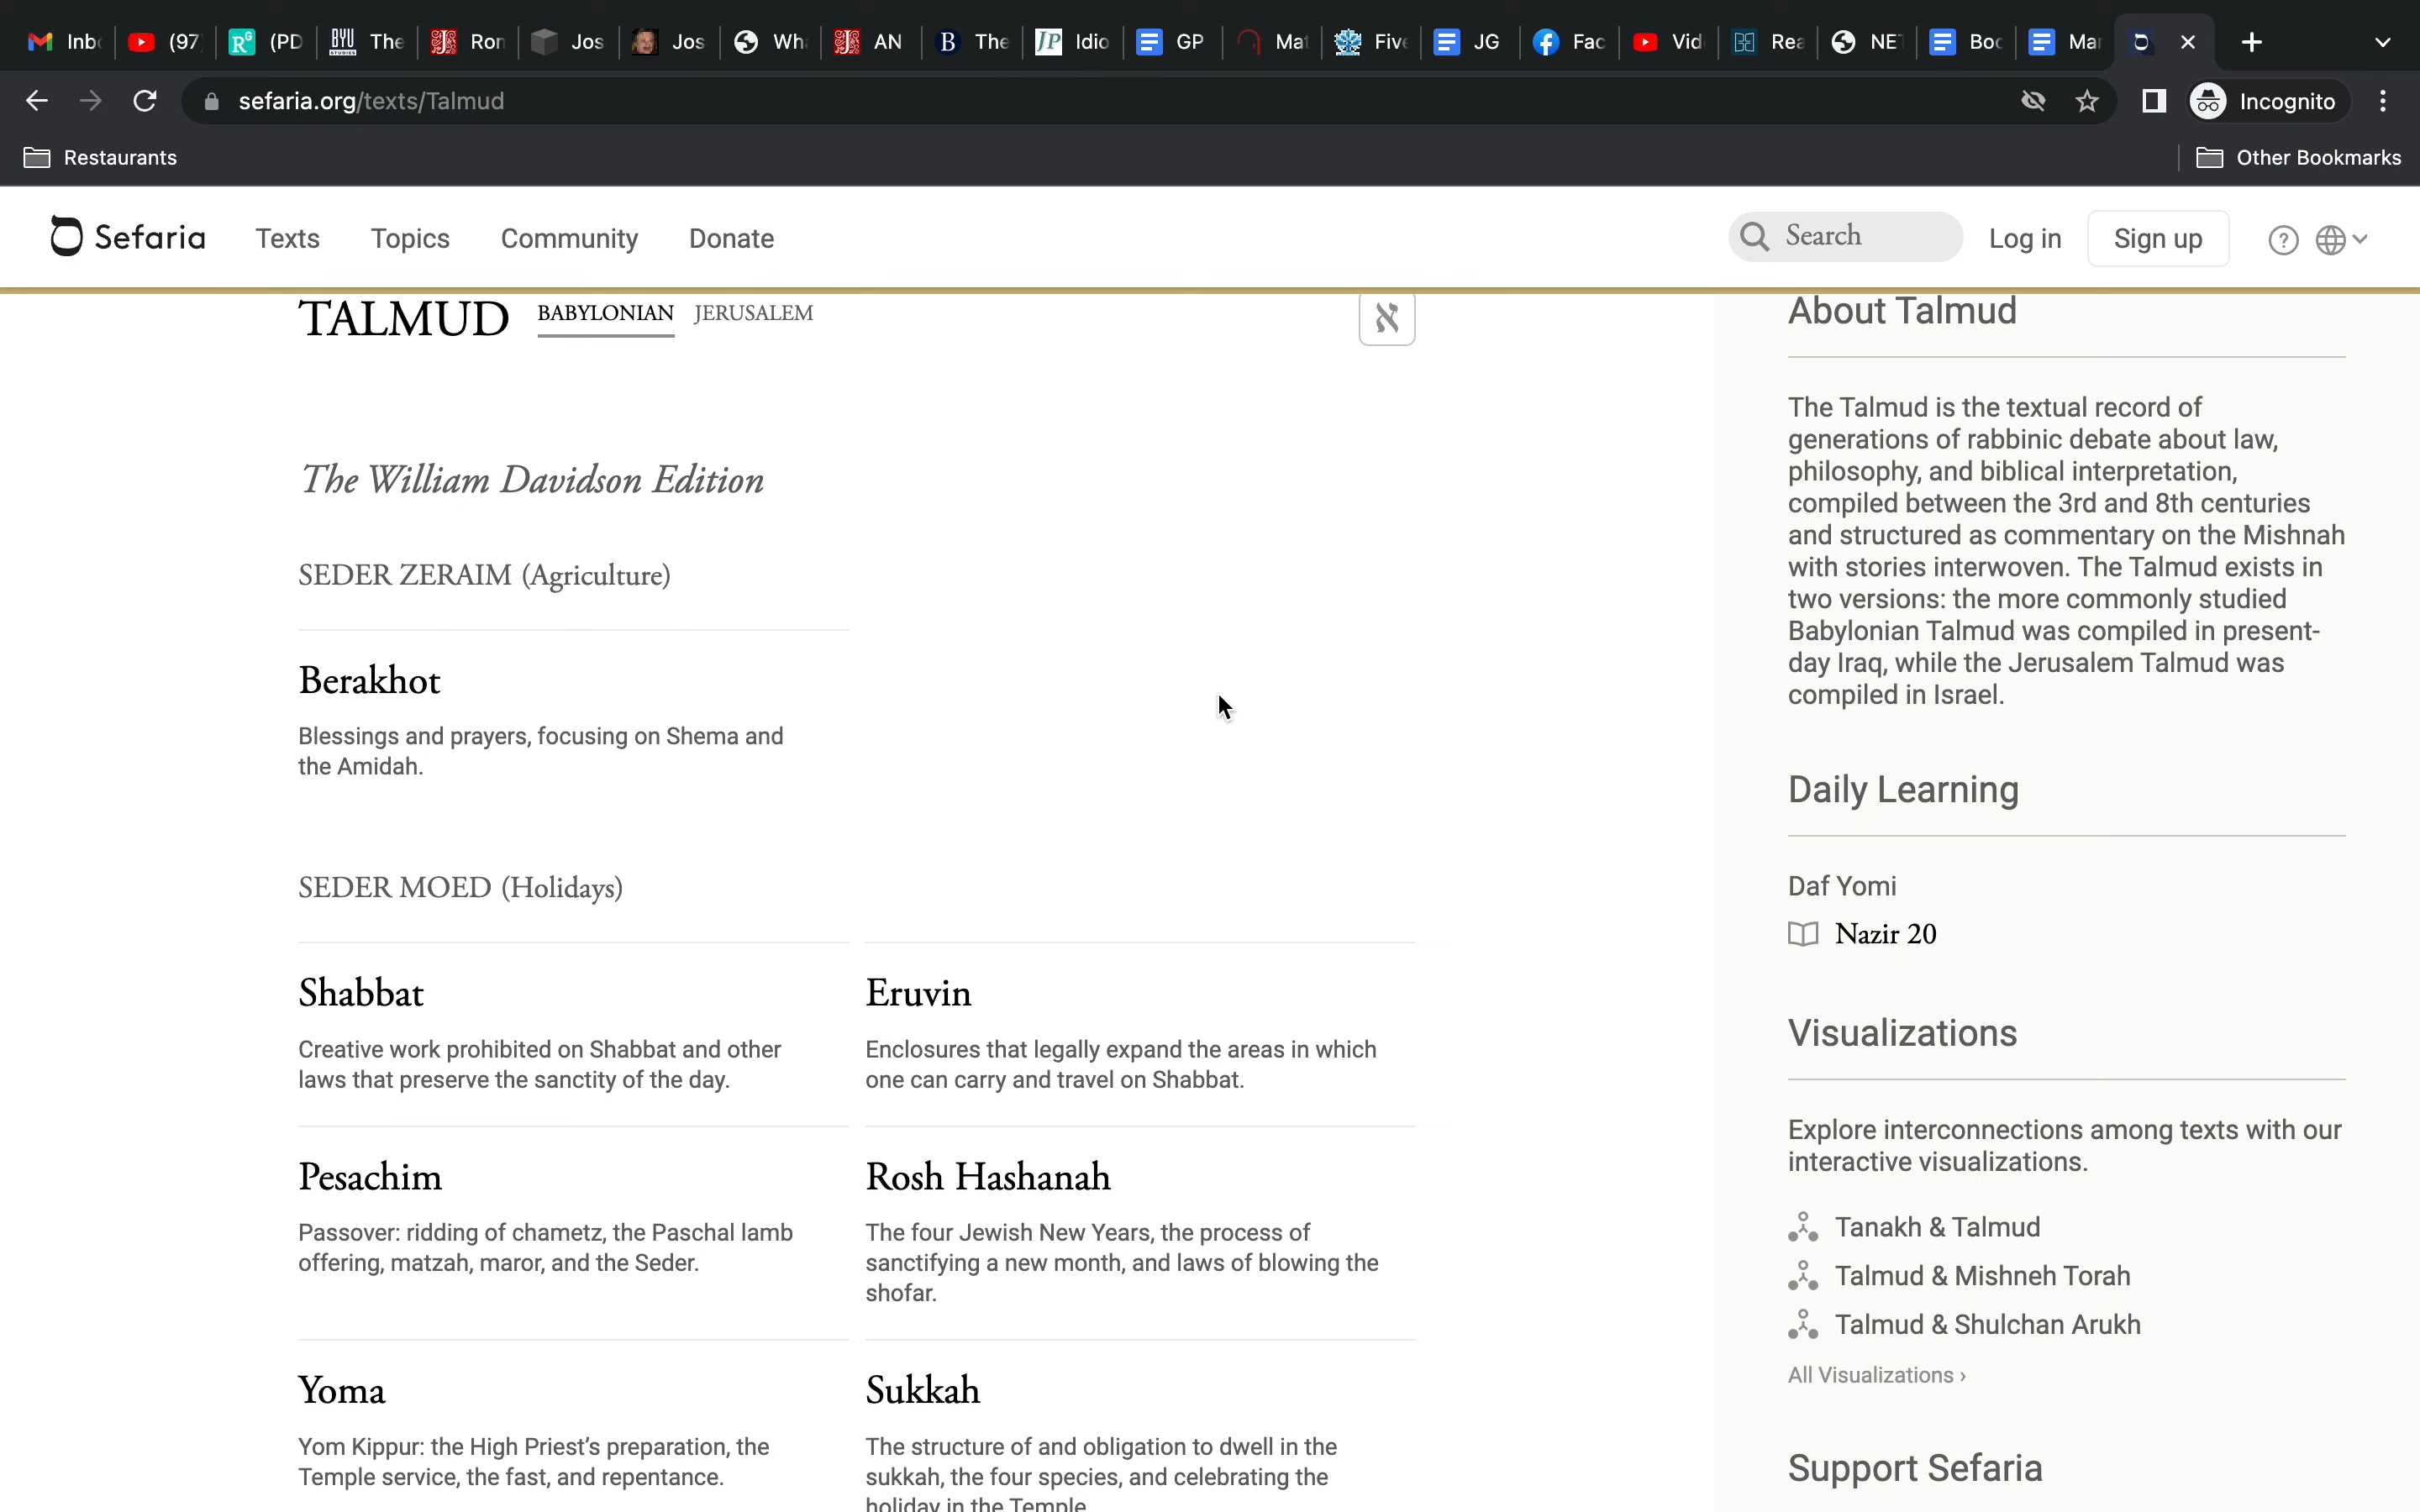 Inb
(97
(PD
The
Ron
Jos
Jos
Wh
AN
The
Idio
GP
Mat
Five
JG
Fac
Vid
Rea
NE
Boo
Mar
sefaria.org/texts/Talmud
Incognito
Restaurants
Other Bookmarks
Sefaria
Texts
Topics
Community
Donate
Search
Log in
Sign up
TALMUD
BABYLONIAN
JERUSALEM
א
The William Davidson Edition
SEDER ZERAIM (Agriculture)
Berakhot
Blessings and prayers, focusing on Shema and
the Amidah.
SEDER MOED (Holidays)
Shabbat
Creative work prohibited on Shabbat and other
laws that preserve the sanctity of the day.
Eruvin
Enclosures that legally expand the areas in which
one can carry and travel on Shabbat.
Pesachim
Passover: ridding of chametz, the Paschal lamb
offering, matzah, maror, and the Seder.
Rosh Hashanah
The four Jewish New Years, the process of
sanctifying a new month, and laws of blowing the
shofar.
Yoma
Yom Kippur: the High Priest's preparation, the
Temple service, the fast, and repentance.
Sukkah
The structure of and obligation to dwell in the
sukkah, the four species, and celebrating the
holiday in the Temple
About Talmud
The Talmud is the textual record of
generations of rabbinic debate about law,
philosophy, and biblical interpretation,
compiled between the 3rd and 8th centuries
and structured as commentary on the Mishnah
with stories interwoven. The Talmud exists in
two versions: the more commonly studied
Babylonian Talmud was compiled in present-
day Iraq, while the Jerusalem Talmud was
compiled in Israel.
Daily Learning
Daf Yomi
Nazir 20
Visualizations
Explore interconnections among texts with our
interactive visualizations.
Tanakh & Talmud
Talmud & Mishneh Torah
Talmud & Shulchan Arukh
All Visualizations ›
Support Sefaria